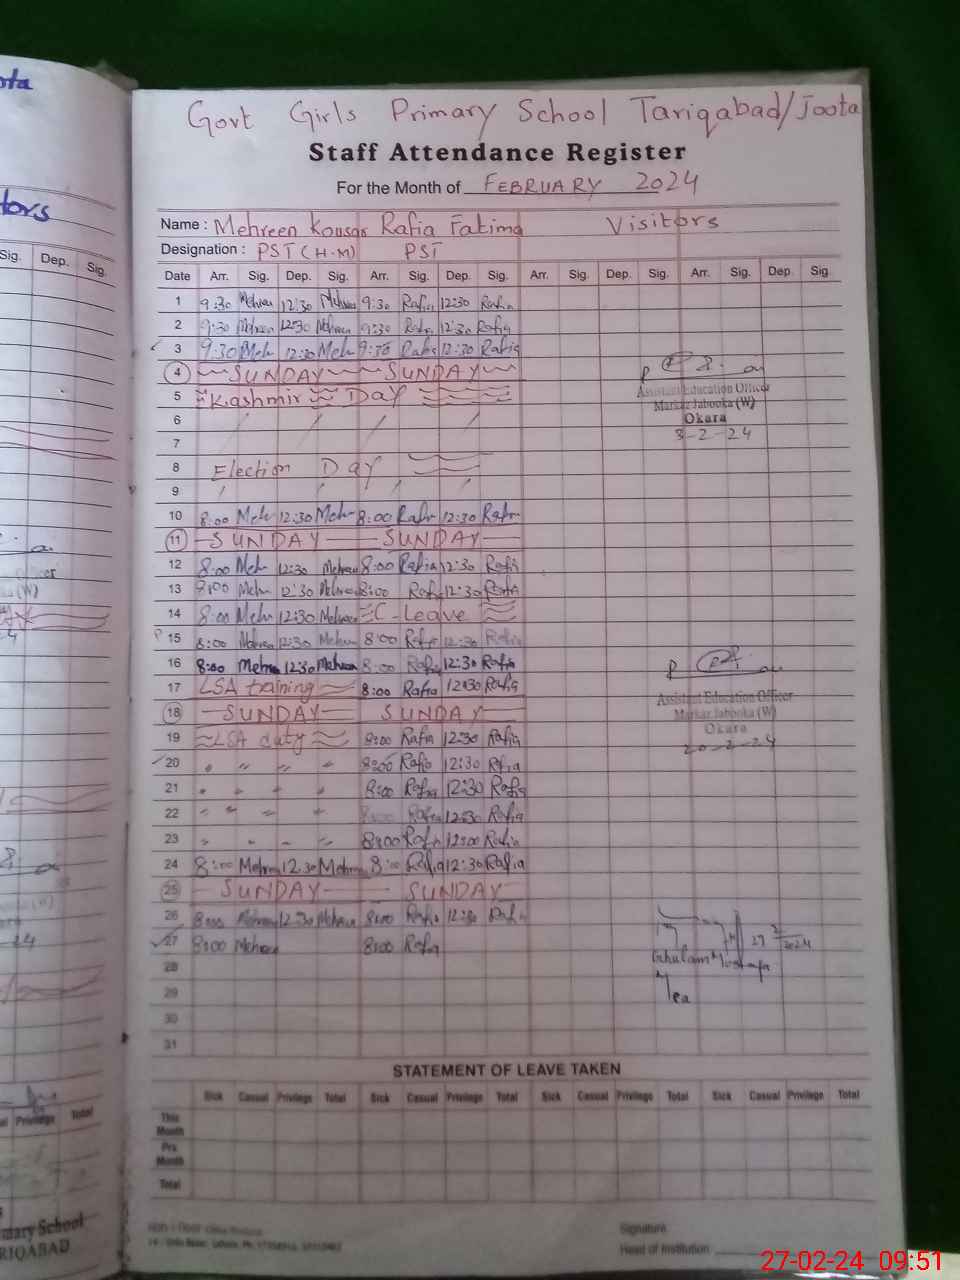 Govt Girls Primary School Tariqabad/Joota
Staff Attendance Register
For the Month of FEBRUARY 2024
Name : Mehreen Kousar Rafia Fatima Visitors
Designation : PST (H.M) PST
Date Arr. Sig. Dep. Sig. Arr. Sig. Dep. Sig. Arr. Sig. Dep. Sig. Arr. Sig. Dep. Sig.
1 9:30 Mehreen 12:30 Mehreen 9:30 Rafia 12:30 Rafia
2 9:30 Mehreen 12:30 Mehreen 9:30 Rafia 12:30 Rafia
3 9:30 Meh 12:30 Meh 9:30 Rafia 12:30 Rafia
4 SUNDAY SUNDAY
5 Kashmir Day
Assistant Education Officer
Markaz Jabooka (W)
6
Okara
7
3-2-24
8 Election Day
9
10 8:00 Meh 12:30 Meh 8:00 Rafia 12:30 Rafia
11 SUNDAY SUNDAY
12 8:00 Meh 12:30 Mehreen 8:00 Rafia 12:30 Rafia
13 8:00 Meh 12:30 Mehreen 8:00 Rafia 12:30 Rafia
14 8:00 Meh 12:30 Mehreen C-Leave
15 8:00 Mehreen 12:30 Mehreen 8:00 Rafia 12:30 Rafia
16 8:00 Mehreen 12:30 Mehreen 8:00 Rafia 12:30 Rafia
17 LSA training 8:00 Rafia 12:30 Rafia
Assistant Education Officer
18 SUNDAY SUNDAY
Markaz Jabooka (W)
Okara
19 LSA duty 8:00 Rafia 12:30 Rafia
20-2-24
20 " " " " 8:00 Rafia 12:30 Rafia
21 " " " " 8:00 Rafia 12:30 Rafia
22 " " " " 8:00 Rafia 12:30 Rafia
23 " " " " 8:00 Rafia 12:00 Rafia
24 8:00 Mehreen 12:30 Mehreen 8:00 Rafia 12:30 Rafia
25 SUNDAY SUNDAY
26 8:00 Mehreen 12:30 Mehreen 8:00 Rafia 12:30 Rafia
27 8:00 Mehreen 8:00 Rafia
27 2/2024
Ghulam Mustafa
28
29
30
31
STATEMENT OF LEAVE TAKEN
Sick Casual Privilege Total Sick Casual Privilege Total Sick Casual Privilege Total Sick Casual Privilege Total
This Month
Prv. Month
Total
Signature
Head of Institution
27-02-24 09:51